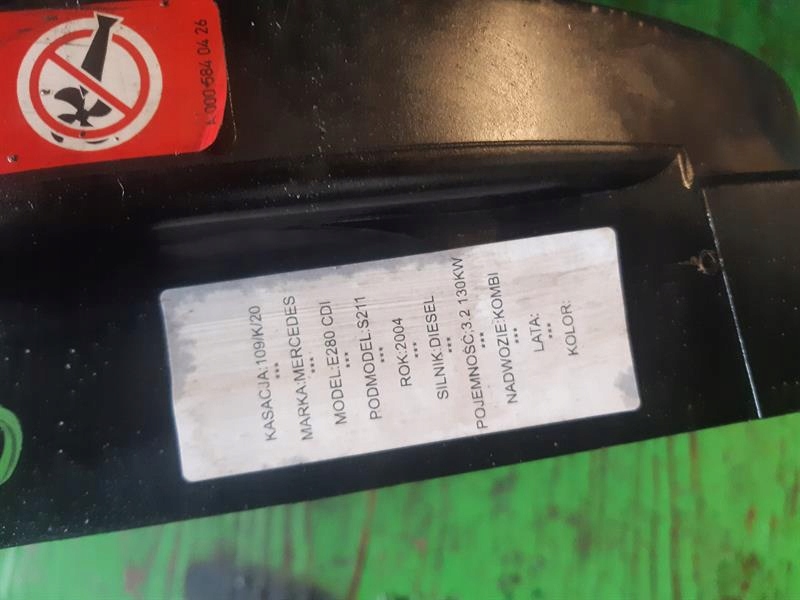 A 000 584 04 26
KASACJA:109/K/20
***
MARKA:MERCEDES
***
MODEL:E280 CDI
***
PODMODEL:S211
***
ROK:2004
***
SILNIK:DIESEL
***
POJEMNOŚĆ:3.2 130KW
***
NADWOZIE:KOMBI
***
LATA:
***
KOLOR: